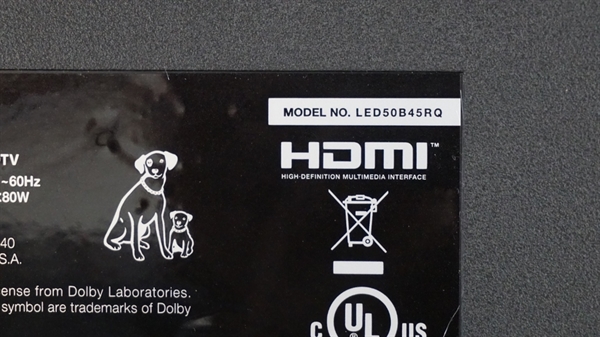 MODEL NO. LED50B45RQ
HDMI™
HIGH-DEFINITION MULTIMEDIA INTERFACE
TV
~60Hz
80W
40
S.A.
ense from Dolby Laboratories.
symbol are trademarks of Dolby
C UL US